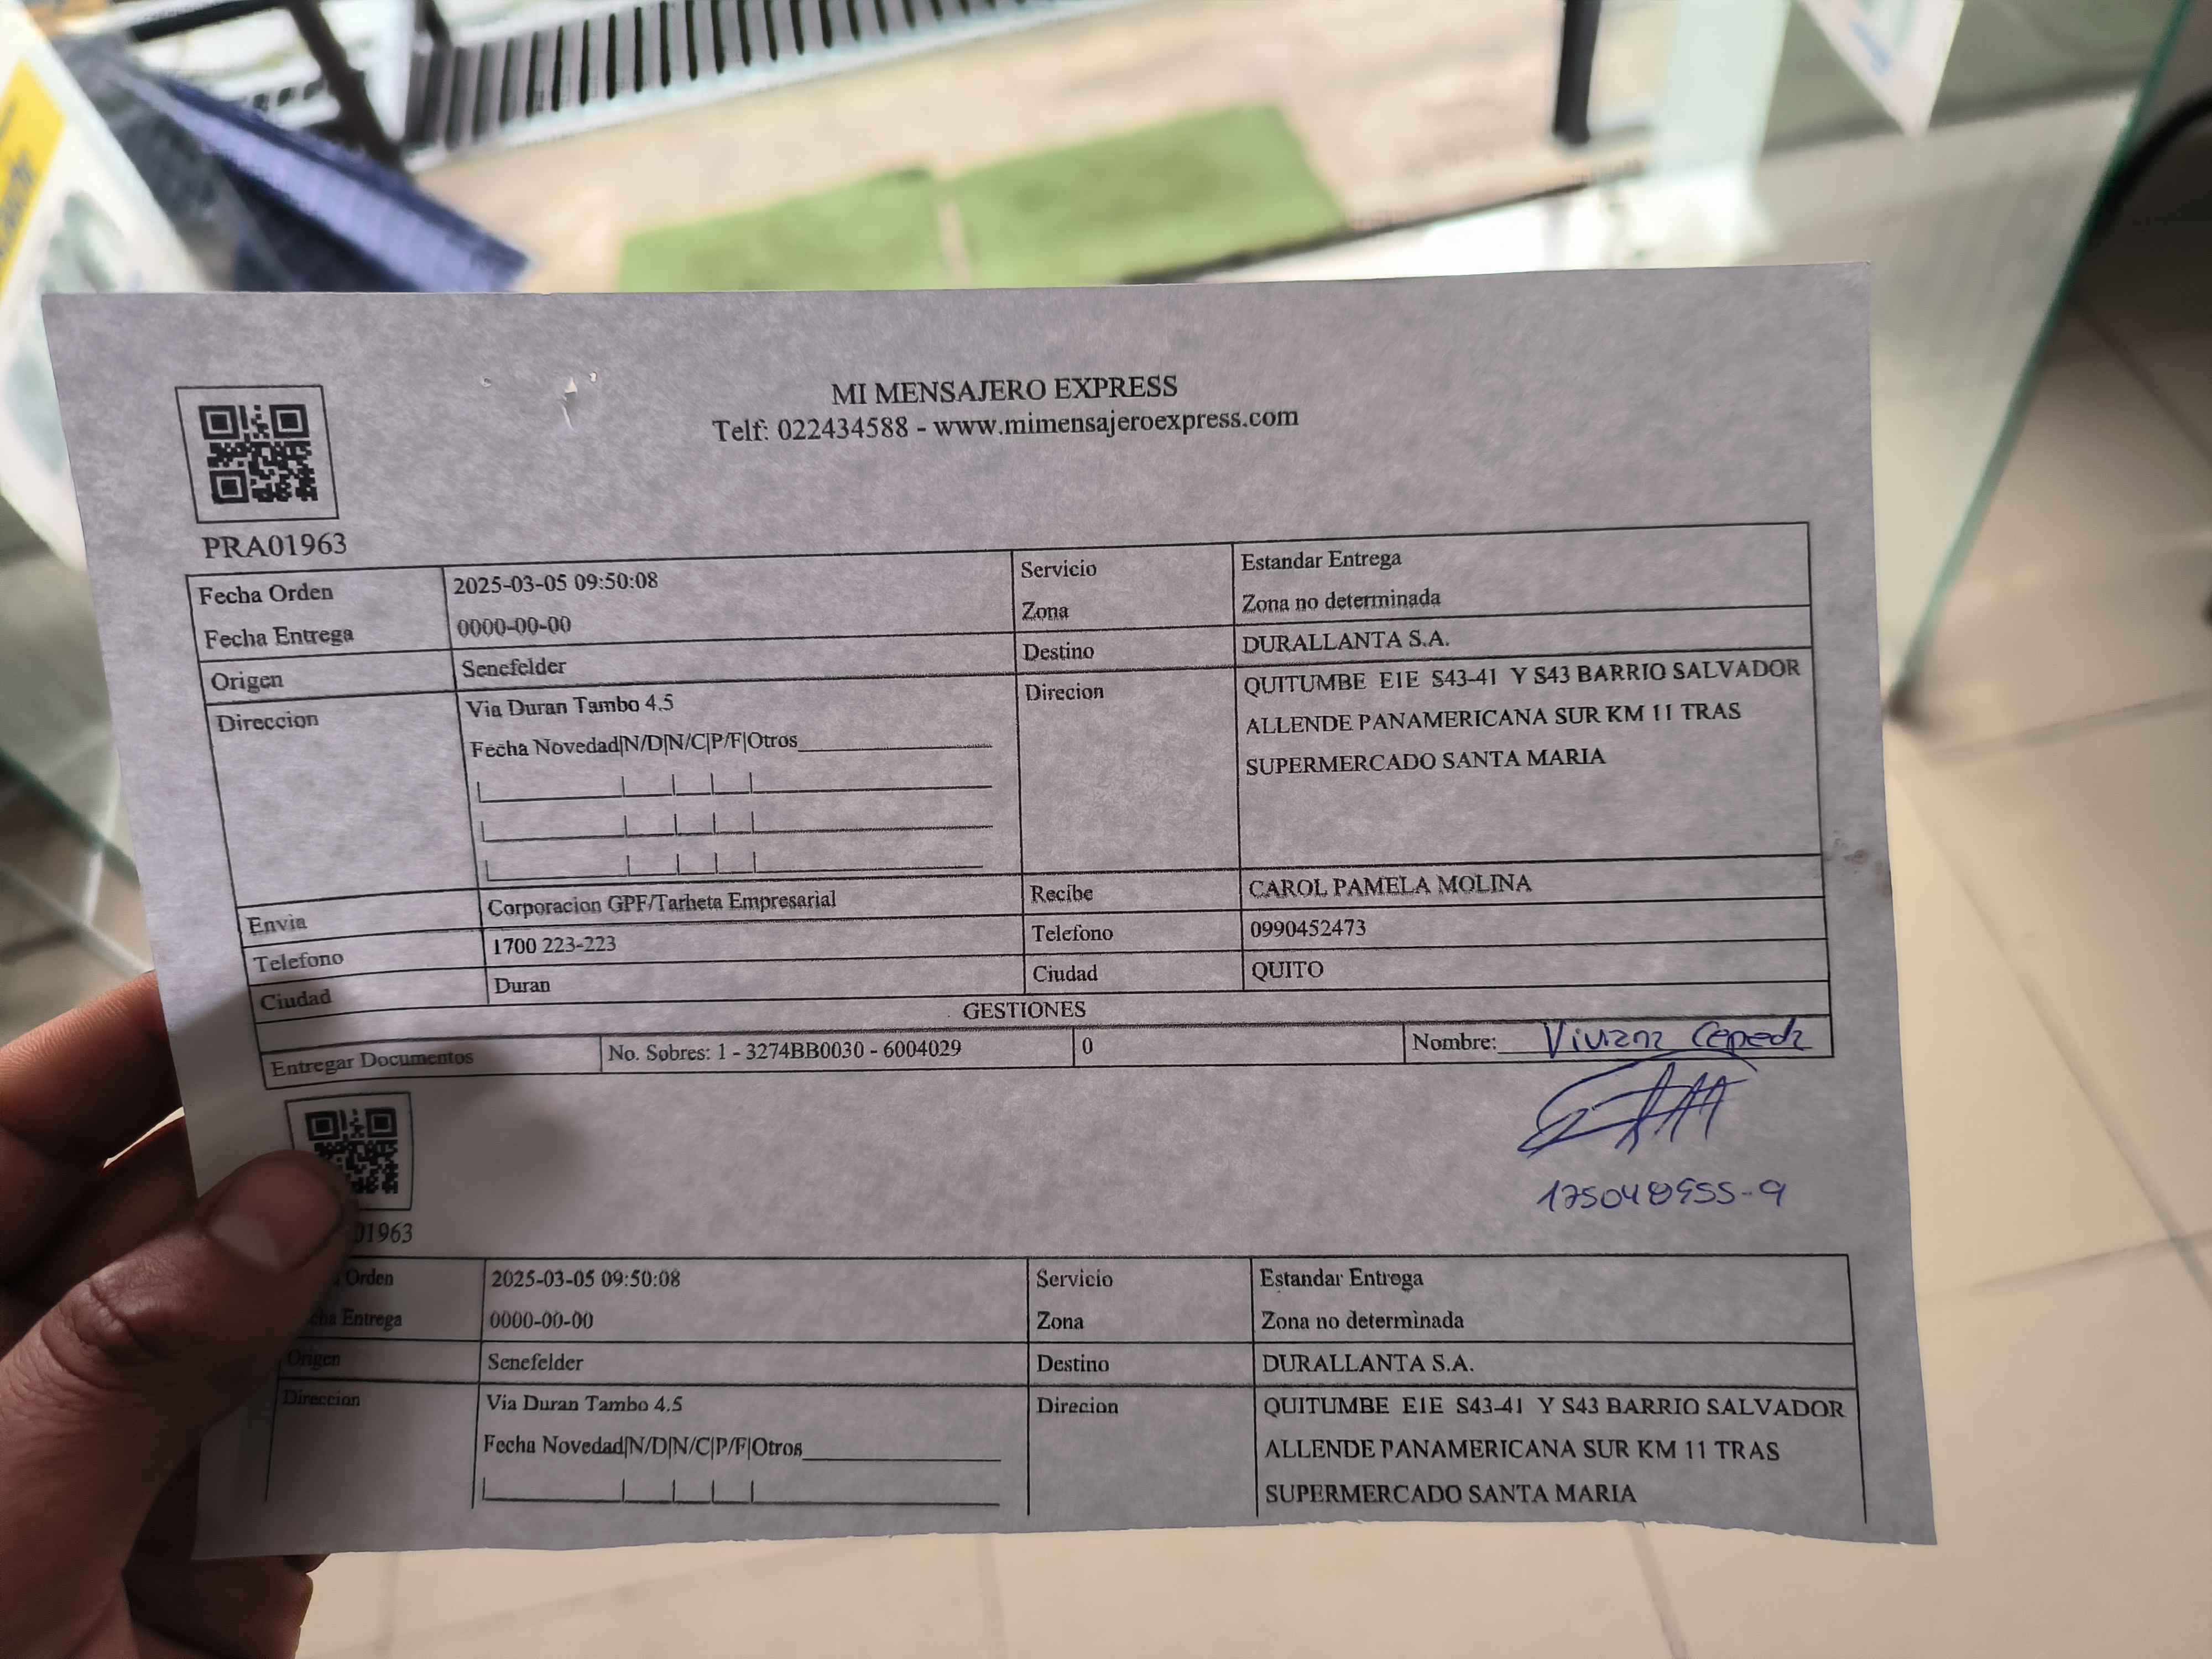 MI MENSAJERO EXPRESS
Telf: 022434588 - www.mimensajeroexpress.com
PRA01963
Fecha Orden 2025-03-05 09:50:08 Servicio Estandar Entrega
Fecha Entrega 0000-00-00 Zona Zona no determinada
Origen Senefelder Destino DURALLANTA S.A.
Direccion Via Duran Tambo 4.5 Direcion QUITUMBE E1E S43-41 Y S43 BARRIO SALVADOR
Fecha Novedad|N/D|N/C|P/F|Otros ALLENDE PANAMERICANA SUR KM 11 TRAS
SUPERMERCADO SANTA MARIA
Envia Corporacion GPF/Tarheta Empresarial Recibe CAROL PAMELA MOLINA
Telefono 1700 223-223 Telefono 0990452473
Ciudad Duran Ciudad QUITO
GESTIONES
Entregar Documentos No. Sobres: 1 - 3274BB0030 - 6004029 0 Nombre: Viviana Cepeda
01963
Orden 2025-03-05 09:50:08 Servicio Estandar Entrega
Entrega 0000-00-00 Zona Zona no determinada
Origen Senefelder Destino DURALLANTA S.A.
Direccion Via Duran Tambo 4.5 Direcion QUITUMBE E1E S43-41 Y S43 BARRIO SALVADOR
Fecha Novedad|N/D|N/C|P/F|Otros ALLENDE PANAMERICANA SUR KM 11 TRAS
SUPERMERCADO SANTA MARIA